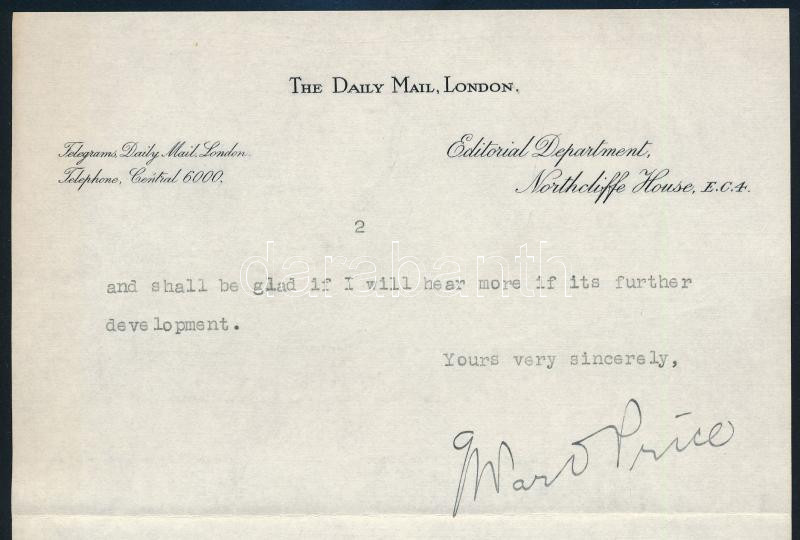 THE DAILY MAIL, LONDON.
Telegrams, Daily Mail, London.
Telephone, Central 6000.
Editorial Department,
Northcliffe House, E.C.4.
2
darabanth
and shall be glad if I will hear more if its further
development.
Yours very sincerely,
G Ward Price